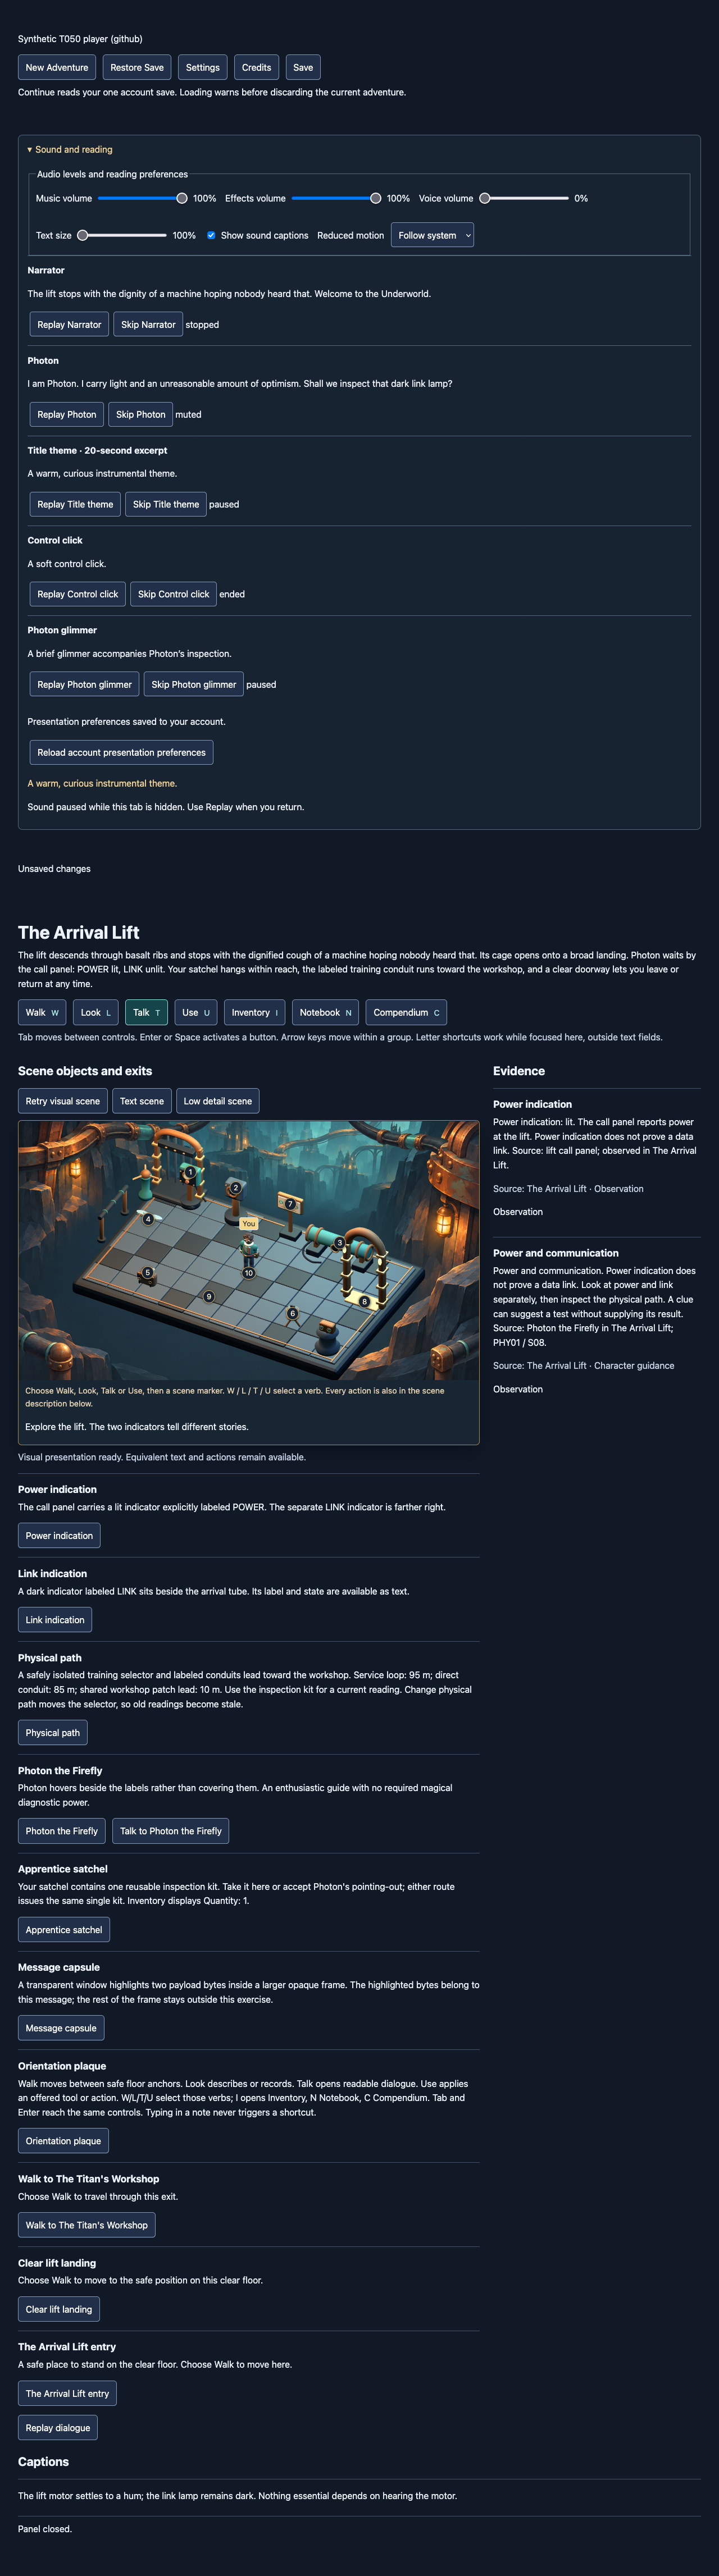 Synthetic T050 player (github)
New Adventure
Restore Save
Settings
Credits
Save
Continue reads your one account save. Loading warns before discarding the current adventure.
▾ Sound and reading
Audio levels and reading preferences
Music volume 100% Effects volume 100% Voice volume 0%
Text size 100% Show sound captions Reduced motion Follow system
Narrator
The lift stops with the dignity of a machine hoping nobody heard that. Welcome to the Underworld.
Replay Narrator Skip Narrator stopped
Photon
I am Photon. I carry light and an unreasonable amount of optimism. Shall we inspect that dark link lamp?
Replay Photon Skip Photon muted
Title theme · 20-second excerpt
A warm, curious instrumental theme.
Replay Title theme Skip Title theme paused
Control click
A soft control click.
Replay Control click Skip Control click ended
Photon glimmer
A brief glimmer accompanies Photon’s inspection.
Replay Photon glimmer Skip Photon glimmer paused
Presentation preferences saved to your account.
Reload account presentation preferences
A warm, curious instrumental theme.
Sound paused while this tab is hidden. Use Replay when you return.
Unsaved changes
The Arrival Lift
The lift descends through basalt ribs and stops with the dignified cough of a machine hoping nobody heard that. Its cage opens onto a broad landing. Photon waits by
the call panel: POWER lit, LINK unlit. Your satchel hangs within reach, the labeled training conduit runs toward the workshop, and a clear doorway lets you leave or
return at any time.
Walk W Look L Talk T Use U Inventory I Notebook N Compendium C
Tab moves between controls. Enter or Space activates a button. Arrow keys move within a group. Letter shortcuts work while focused here, outside text fields.
Scene objects and exits
Retry visual scene Text scene Low detail scene
1
2
7
4
You
3
5
10
9
8
6
Choose Walk, Look, Talk or Use, then a scene marker. W / L / T / U select a verb. Every action is also in the scene
description below.
Explore the lift. The two indicators tell different stories.
Visual presentation ready. Equivalent text and actions remain available.
Power indication
The call panel carries a lit indicator explicitly labeled POWER. The separate LINK indicator is farther right.
Power indication
Link indication
A dark indicator labeled LINK sits beside the arrival tube. Its label and state are available as text.
Link indication
Physical path
A safely isolated training selector and labeled conduits lead toward the workshop. Service loop: 95 m; direct
conduit: 85 m; shared workshop patch lead: 10 m. Use the inspection kit for a current reading. Change physical
path moves the selector, so old readings become stale.
Physical path
Photon the Firefly
Photon hovers beside the labels rather than covering them. An enthusiastic guide with no required magical
diagnostic power.
Photon the Firefly Talk to Photon the Firefly
Apprentice satchel
Your satchel contains one reusable inspection kit. Take it here or accept Photon's pointing-out; either route
issues the same single kit. Inventory displays Quantity: 1.
Apprentice satchel
Message capsule
A transparent window highlights two payload bytes inside a larger opaque frame. The highlighted bytes belong to
this message; the rest of the frame stays outside this exercise.
Message capsule
Orientation plaque
Walk moves between safe floor anchors. Look describes or records. Talk opens readable dialogue. Use applies
an offered tool or action. W/L/T/U select those verbs; I opens Inventory, N Notebook, C Compendium. Tab and
Enter reach the same controls. Typing in a note never triggers a shortcut.
Orientation plaque
Walk to The Titan's Workshop
Choose Walk to travel through this exit.
Walk to The Titan's Workshop
Clear lift landing
Choose Walk to move to the safe position on this clear floor.
Clear lift landing
The Arrival Lift entry
A safe place to stand on the clear floor. Choose Walk to move here.
The Arrival Lift entry
Replay dialogue
Evidence
Power indication
Power indication: lit. The call panel reports power
at the lift. Power indication does not prove a data
link. Source: lift call panel; observed in The Arrival
Lift.
Source: The Arrival Lift · Observation
Observation
Power and communication
Power and communication. Power indication does
not prove a data link. Look at power and link
separately, then inspect the physical path. A clue
can suggest a test without supplying its result.
Source: Photon the Firefly in The Arrival Lift;
PHY01 / S08.
Source: The Arrival Lift · Character guidance
Observation
Captions
The lift motor settles to a hum; the link lamp remains dark. Nothing essential depends on hearing the motor.
Panel closed.